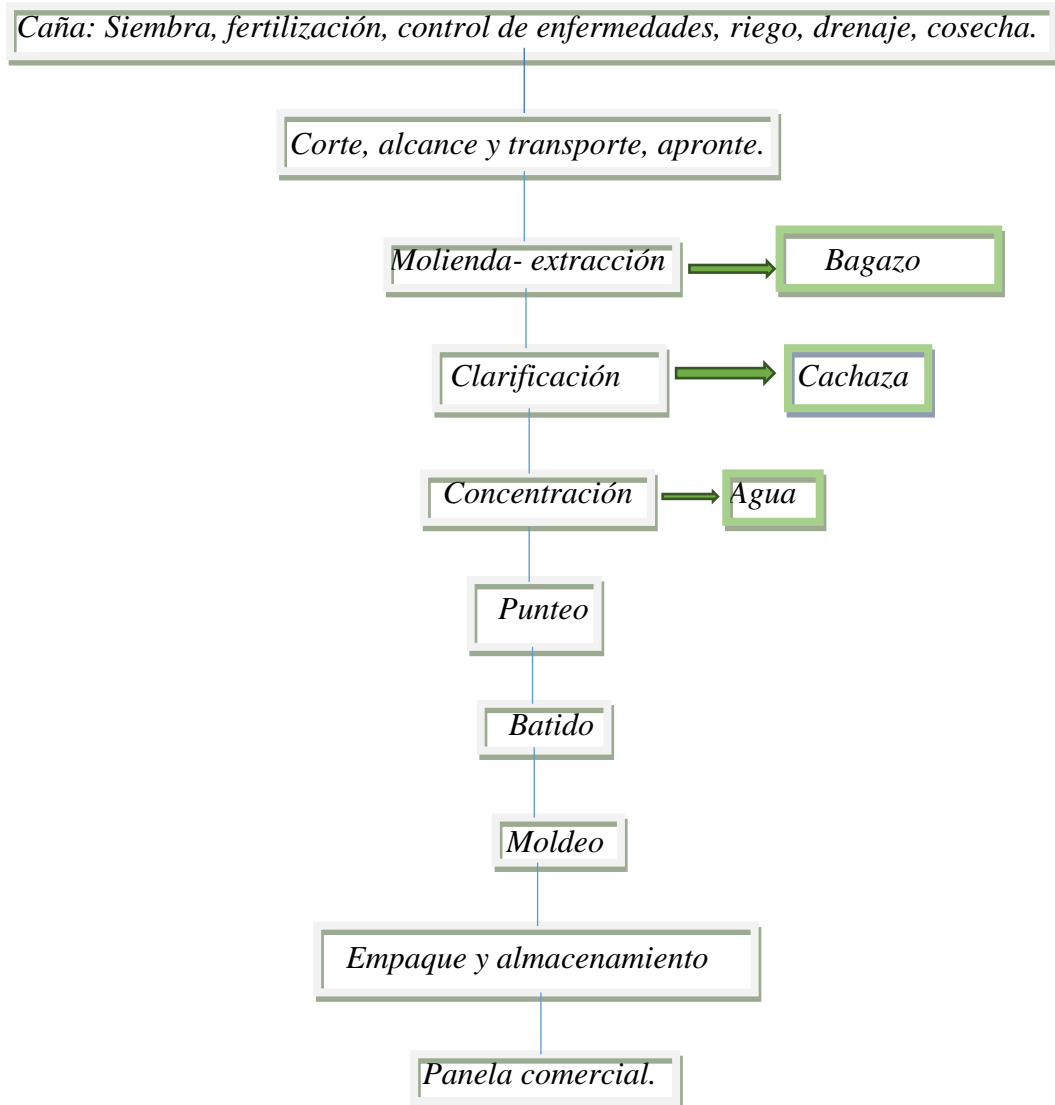 Caña: Siembra, fertilización, control de enfermedades, riego, drenaje, cosecha.
Corte, alcance y transporte, apronte.
Molienda- extracción
Bagazo
Clarificación
Cachaza
Concentración
Agua
Punteo
Batido
Moldeo
Empaque y almacenamiento
Panela comercial.